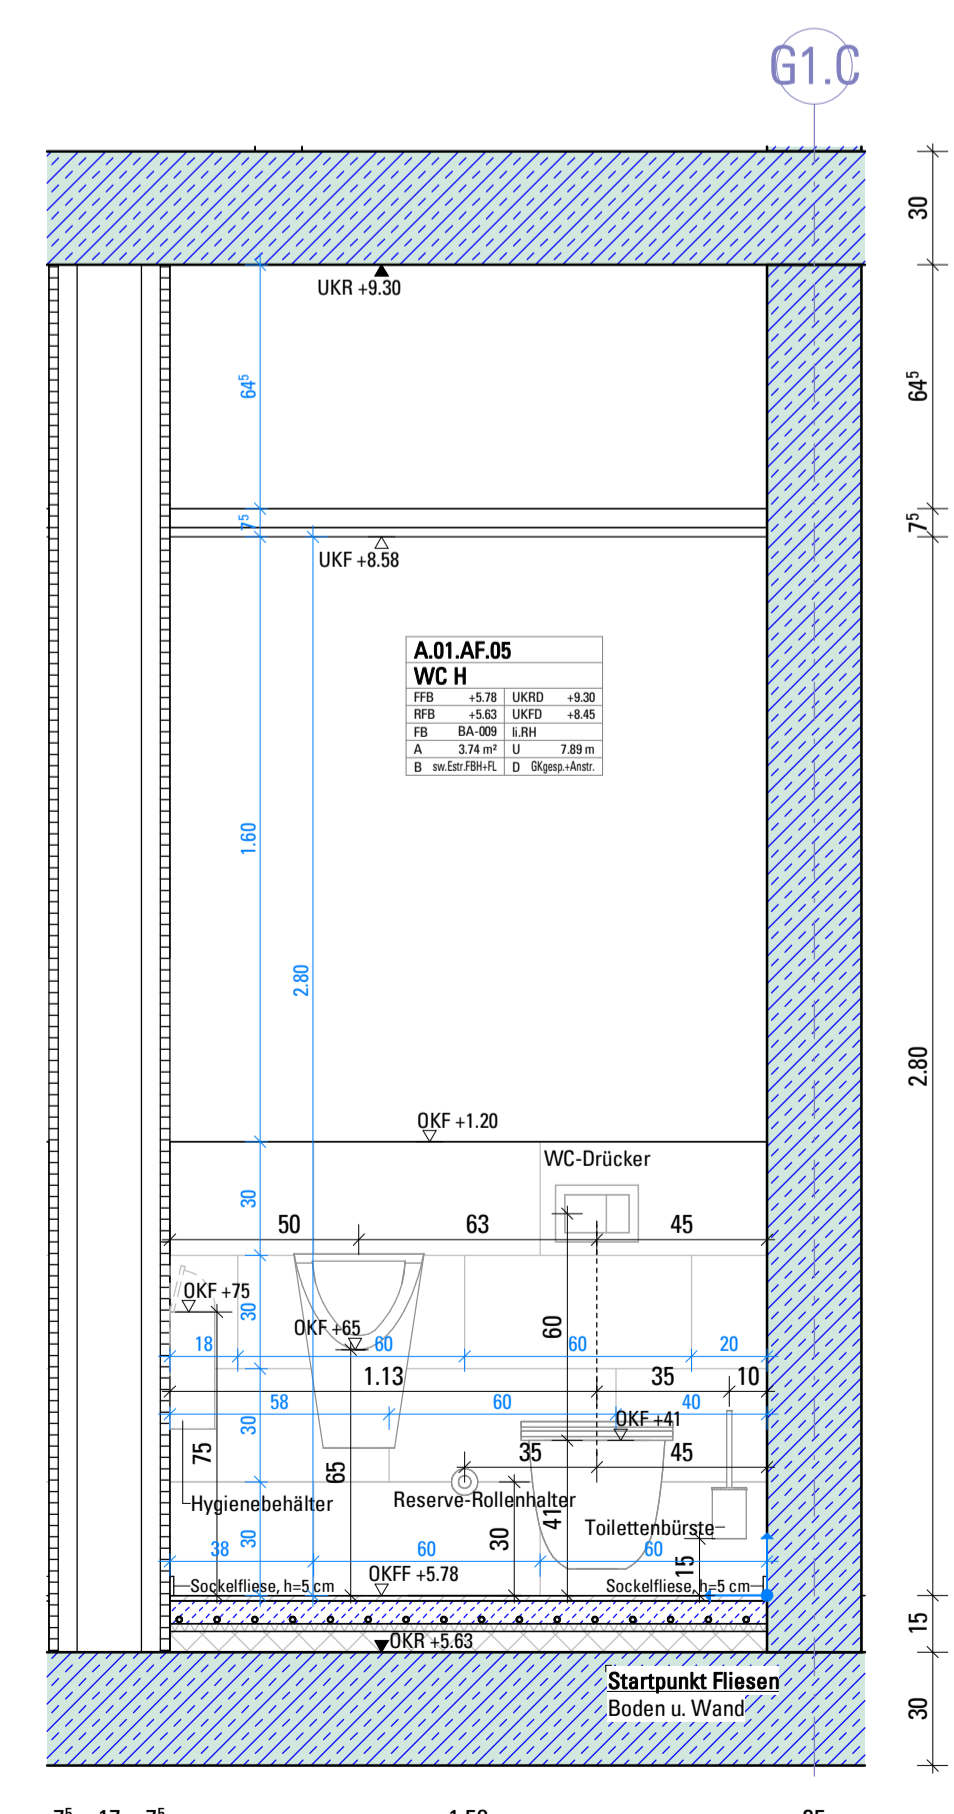 G1.C
30
UKR +9.30
64⁵
64⁵
7⁵
7⁵
UKF +8.58
A.01.AF.05
WC H
FFB +5.78 UKRD +9.30
RFB +5.63 UKFD +8.45
FB BA-009 li.RH
A 3.74 m² U 7.89 m
B sw.Estr.FBH+FL D GKgesp.+Anstr.
1.60
2.80
2.80
OKF +1.20
WC-Drücker
30
50 63 45
OKF +75
30
OKF +65
60
18 60 60 20
1.13 35 10
58 60 40
OKF +41
30
75
65
35 45
Reserve-Rollenhalter
Hygienebehälter
41
Toilettenbürste
30
30
38 60 60
15
OKFF +5.78
Sockelfliese, h=5 cm
Sockelfliese, h=5 cm
15
OKR +5.63
Startpunkt Fliesen
Boden u. Wand
30
7⁵ 17 7⁵